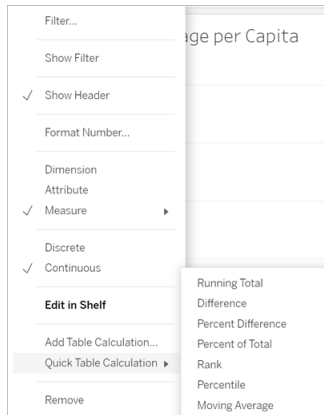 Filter...
age per Capita
Show Filter
Show Header
Format Number...
Dimension
Attribute
Measure
Discrete
Continuous
Edit in Shelf
Add Table Calculation...
Quick Table Calculation
Remove
Running Total
Difference
Percent Difference
Percent of Total
Rank
Percentile
Moving Average